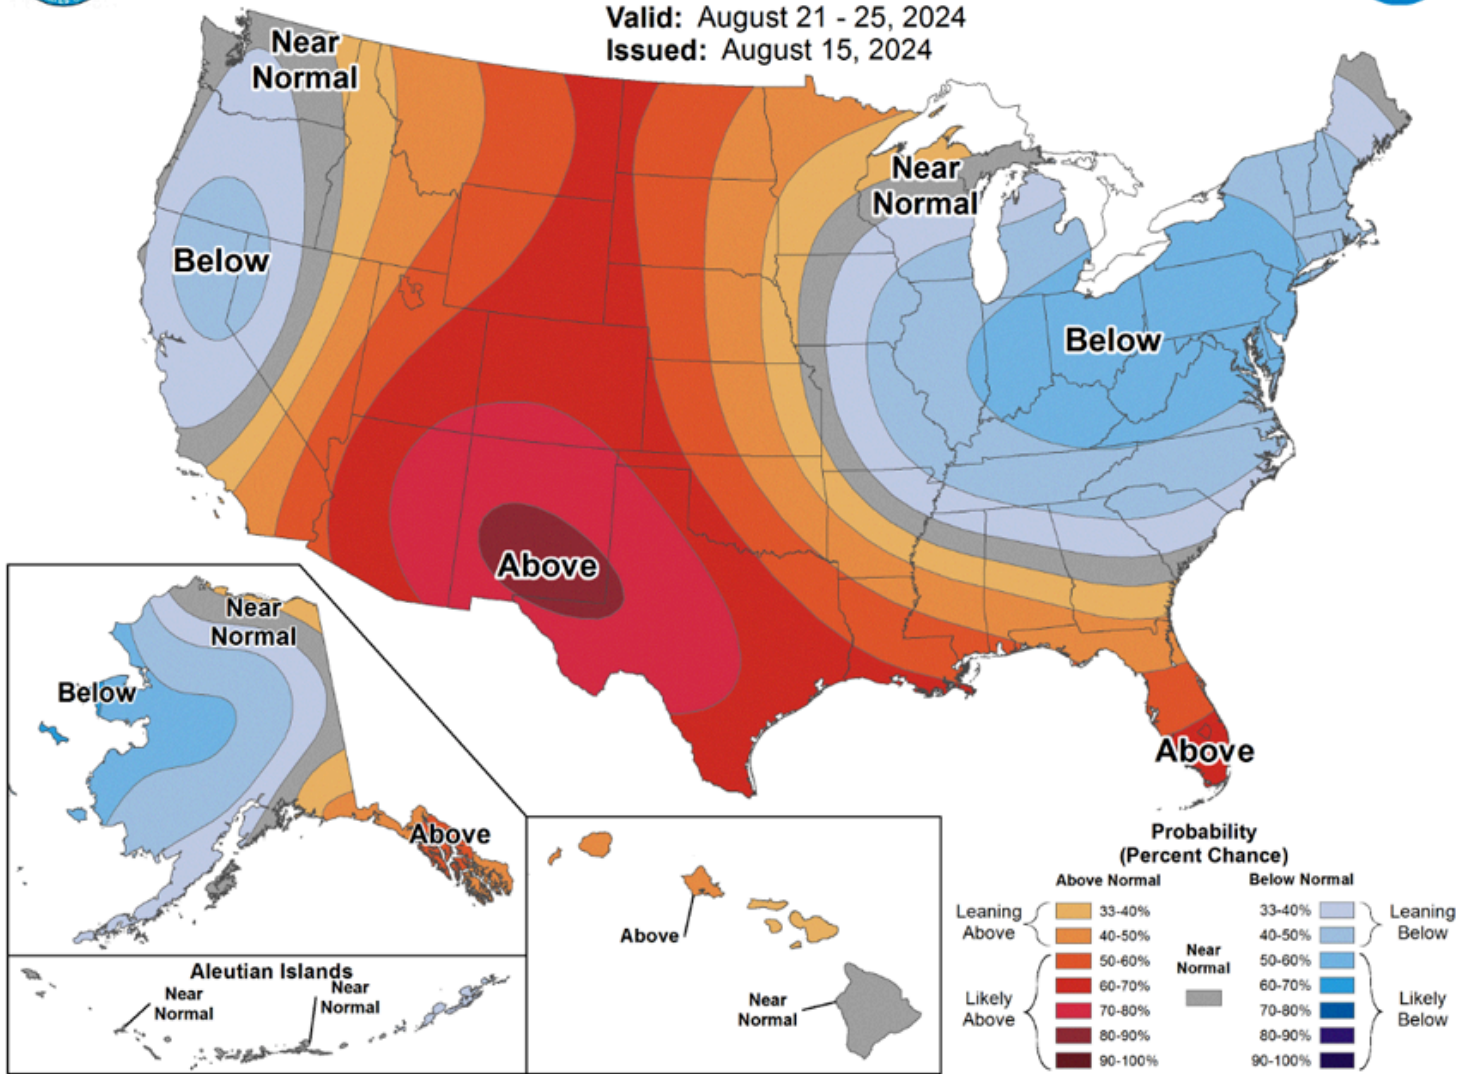 Valid: August 21 - 25, 2024
Issued: August 15, 2024
Near
Normal
Near
Normal
Below
Below
Above
Above
Near
Normal
Below
Above
Aleutian Islands
Near
Normal
Near
Normal
Above
Near
Normal
Probability
(Percent Chance)
Above Normal
Below Normal
Leaning
Above
33-40%
40-50%
Likely
Above
50-60%
60-70%
70-80%
80-90%
90-100%
Near
Normal
33-40%
40-50%
Leaning
Below
50-60%
60-70%
70-80%
80-90%
90-100%
Likely
Below